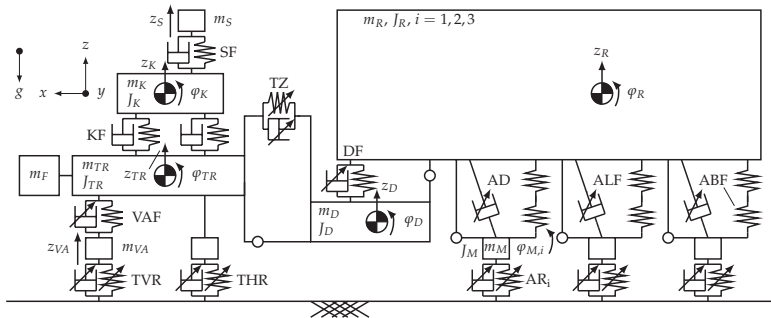 z_S
m_S
m_R, J_R, i = 1, 2, 3
SF
z
z_K
z_R
g
x
y
m_K
J_K
φ_K
TZ
φ_R
KF
DF
m_F
m_TR
J_TR
z_TR
φ_TR
z_D
AD
ALF
ABF
m_D
J_D
φ_D
VAF
z_VA
m_VA
J_M
m_M
φ_M,i
TVR
THR
AR_i